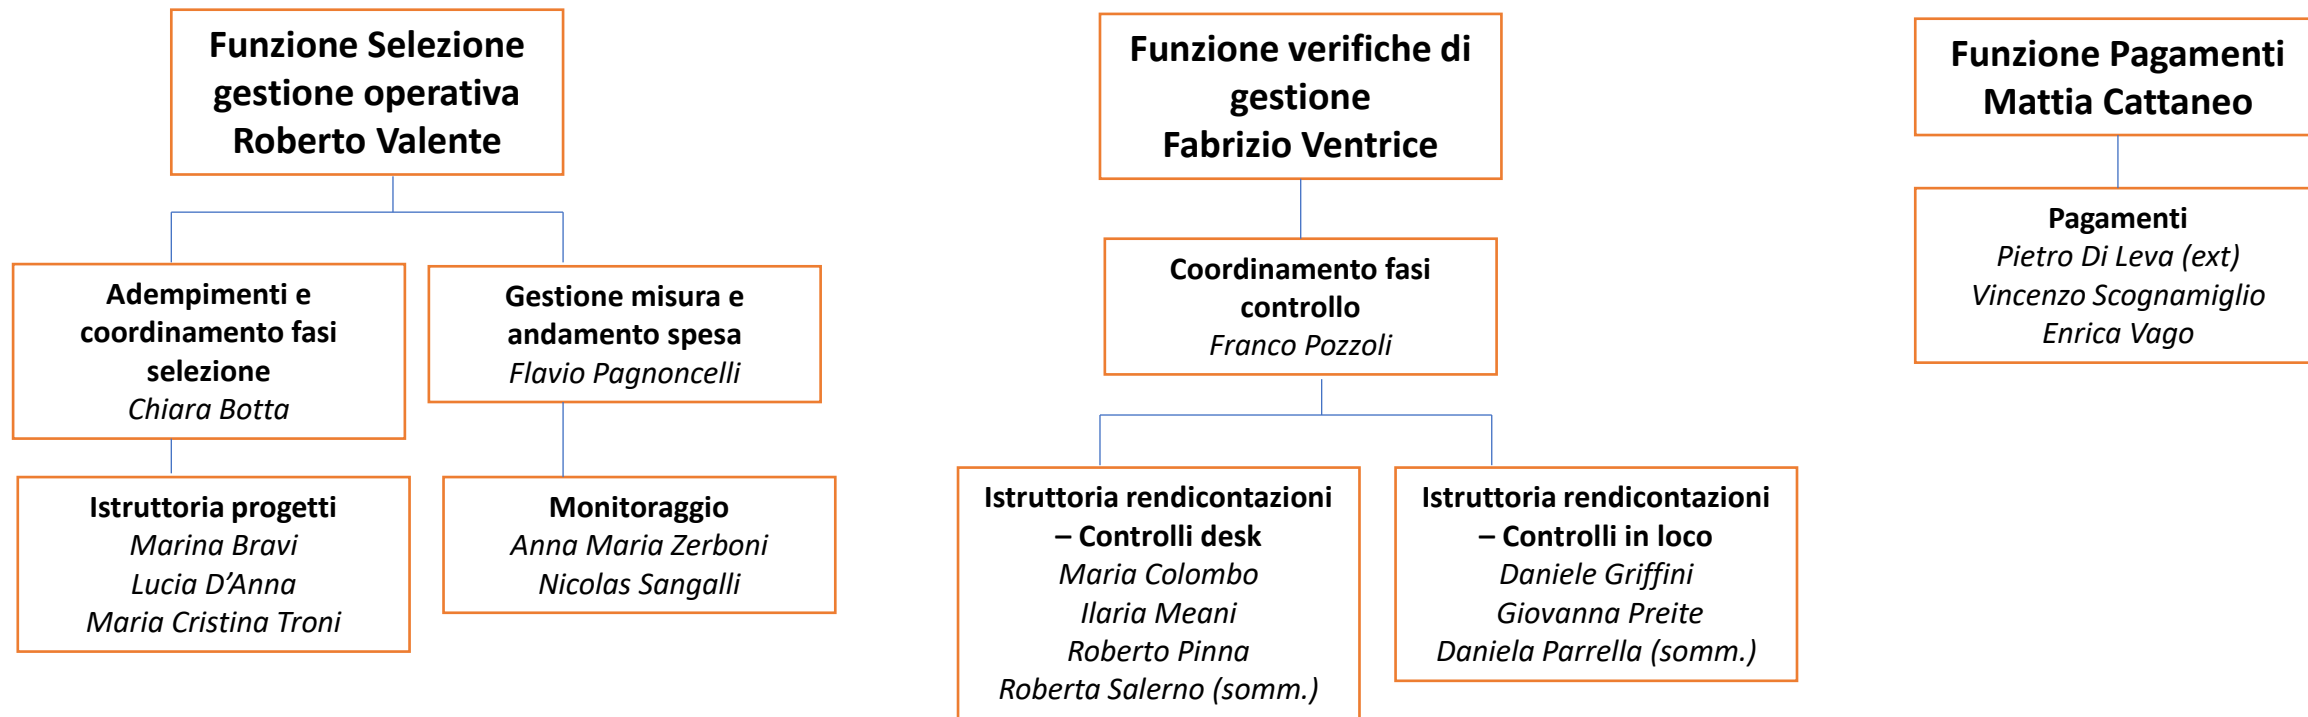 Funzione Selezione
gestione operativa
Roberto Valente
Adempimenti e
coordinamento fasi
selezione
Chiara Botta
Gestione misura e
andamento spesa
Flavio Pagnoncelli
Istruttoria progetti
Marina Bravi
Lucia D’Anna
Maria Cristina Troni
Monitoraggio
Anna Maria Zerboni
Nicolas Sangalli
Funzione verifiche di
gestione
Fabrizio Ventrice
Coordinamento fasi
controllo
Franco Pozzoli
Istruttoria rendicontazioni
– Controlli desk
Maria Colombo
Ilaria Meani
Roberto Pinna
Roberta Salerno (somm.)
Istruttoria rendicontazioni
– Controlli in loco
Daniele Griffini
Giovanna Preite
Daniela Parrella (somm.)
Funzione Pagamenti
Mattia Cattaneo
Pagamenti
Pietro Di Leva (ext)
Vincenzo Scognamiglio
Enrica Vago